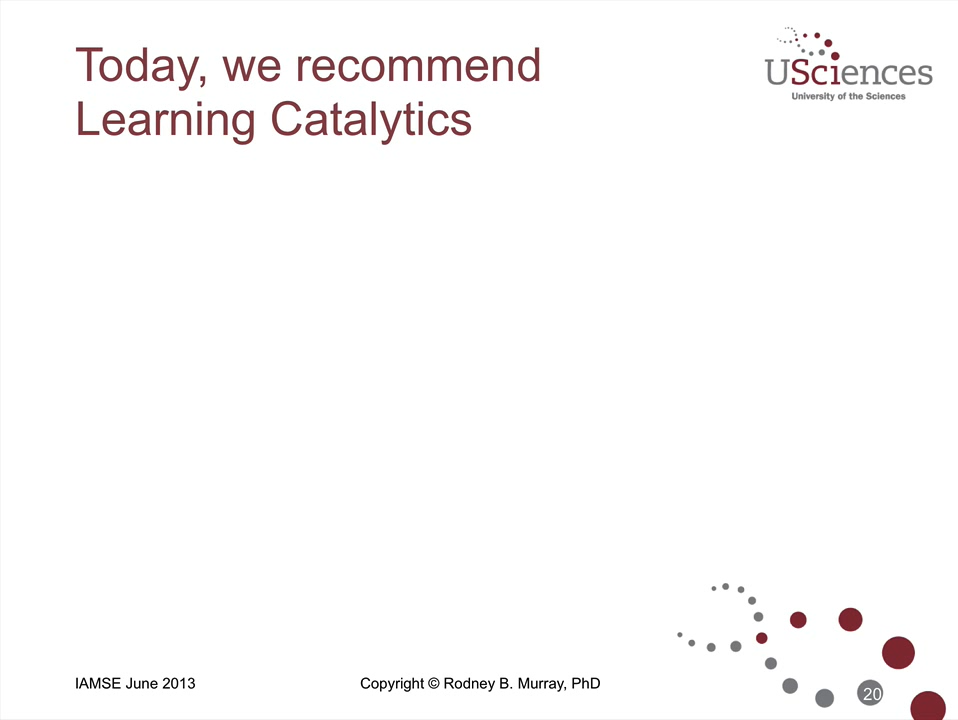 Today, we recommend
Learning Catalytics
USciences
University of the Sciences
IAMSE June 2013
Copyright © Rodney B. Murray, PhD
20